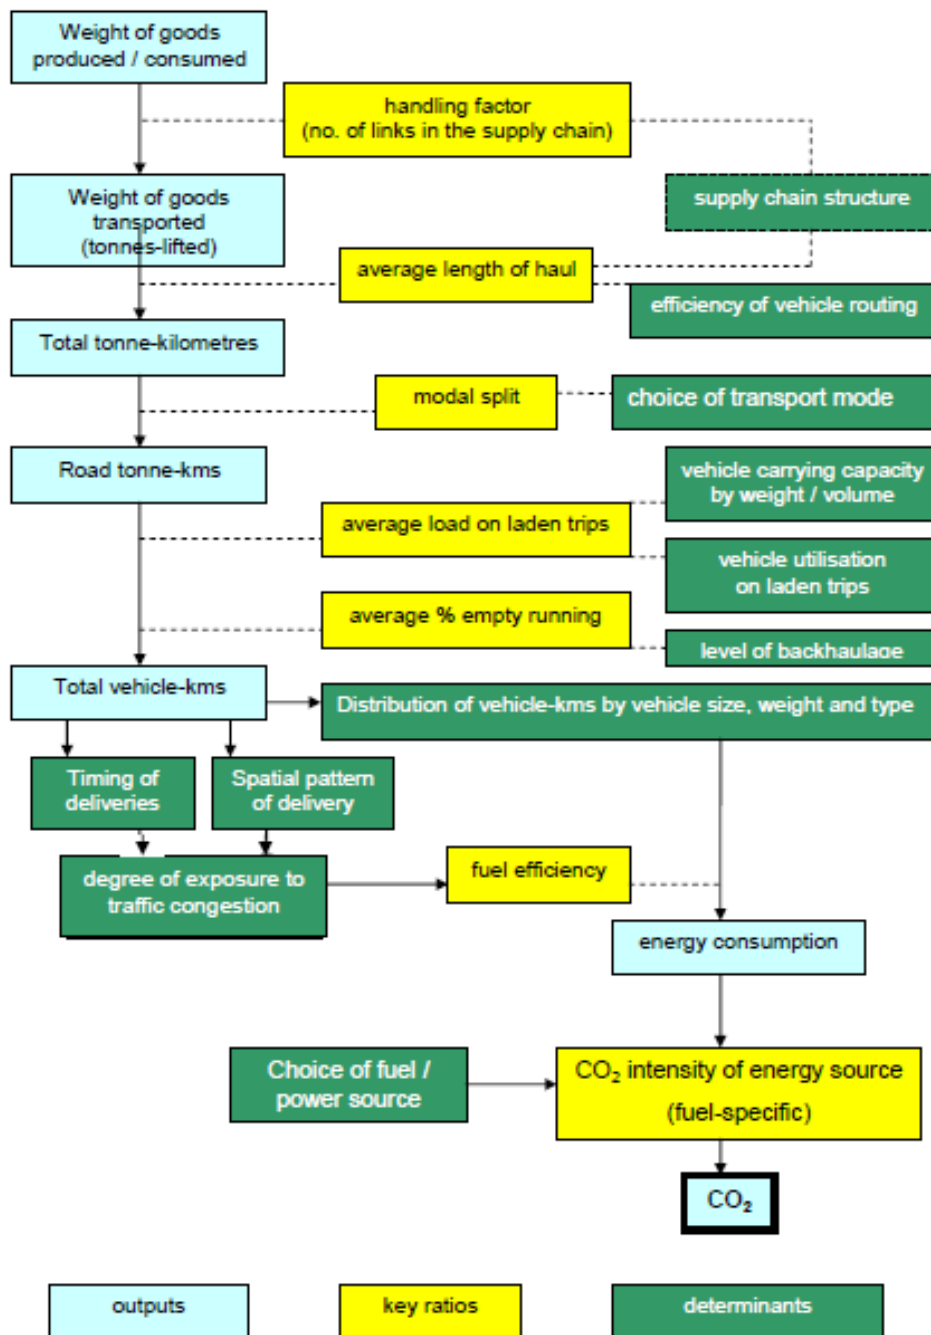 Weight of goods
produced / consumed
handling factor
(no. of links in the supply chain)
Weight of goods
transported
(tonnes-lifted)
supply chain structure
average length of haul
efficiency of vehicle routing
Total tonne-kilometres
modal split
choice of transport mode
Road tonne-kms
vehicle carrying capacity
by weight / volume
average load on laden trips
vehicle utilisation
on laden trips
average % empty running
level of backhaulage
Total vehicle-kms
Distribution of vehicle-kms by vehicle size, weight and type
Timing of
deliveries
Spatial pattern
of delivery
degree of exposure to
traffic congestion
fuel efficiency
energy consumption
Choice of fuel /
power source
CO₂ intensity of energy source
(fuel-specific)
CO₂
outputs
key ratios
determinants